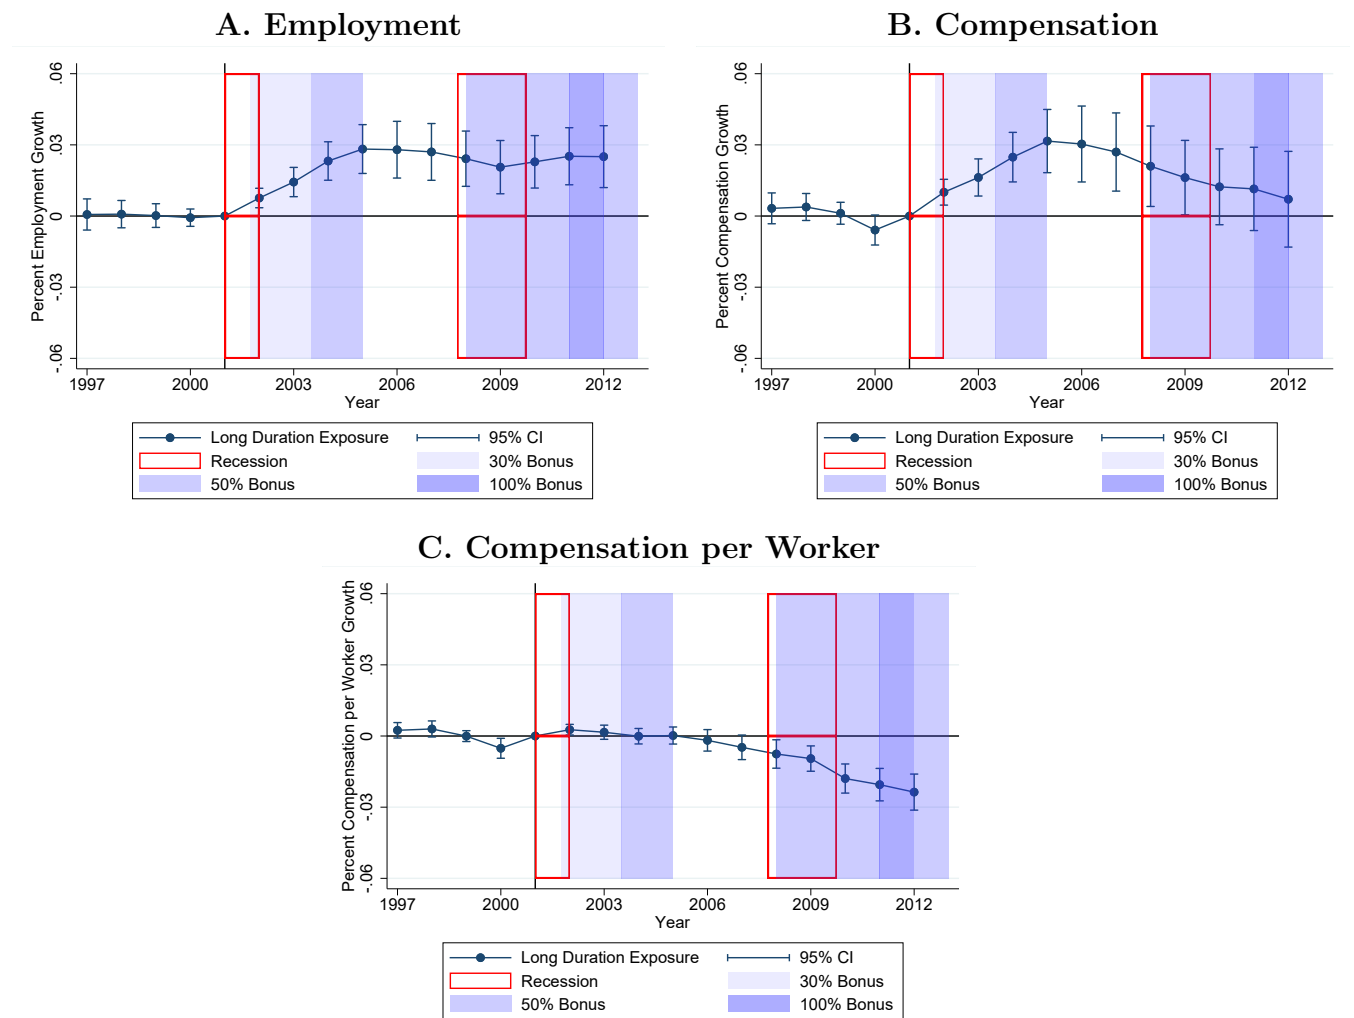 A. Employment
Percent Employment Growth
.06
.03
0
-.03
-.06
1997 2000 2003 2006 2009 2012
Year
Long Duration Exposure 95% CI
Recession 30% Bonus
50% Bonus 100% Bonus
B. Compensation
Percent Compensation Growth
.06
.03
0
-.03
-.06
1997 2000 2003 2006 2009 2012
Year
Long Duration Exposure 95% CI
Recession 30% Bonus
50% Bonus 100% Bonus
C. Compensation per Worker
Percent Compensation per Worker Growth
.06
.03
0
-.03
-.06
1997 2000 2003 2006 2009 2012
Year
Long Duration Exposure 95% CI
Recession 30% Bonus
50% Bonus 100% Bonus